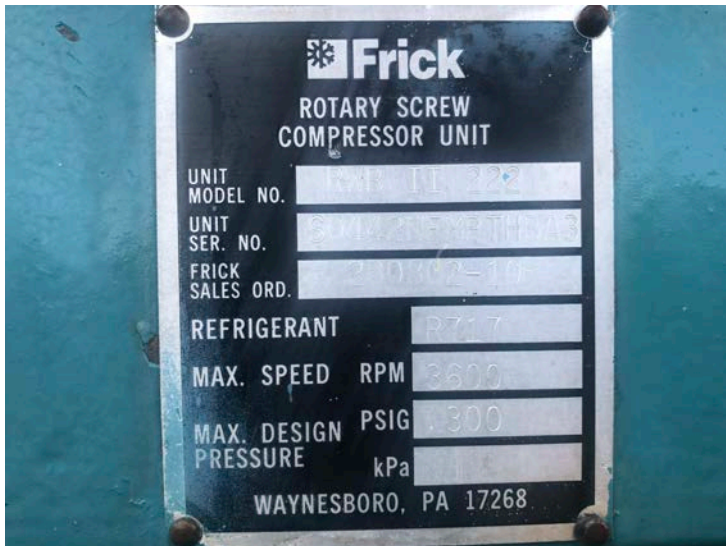 Frick
ROTARY SCREW
COMPRESSOR UNIT
UNIT
MODEL NO. RWB II 222
UNIT
SER. NO.
FRICK
SALES ORD.
REFRIGERANT R717
MAX. SPEED RPM 3600
MAX. DESIGN PRESSURE PSIG 300
kPa
WAYNESBORO, PA 17268